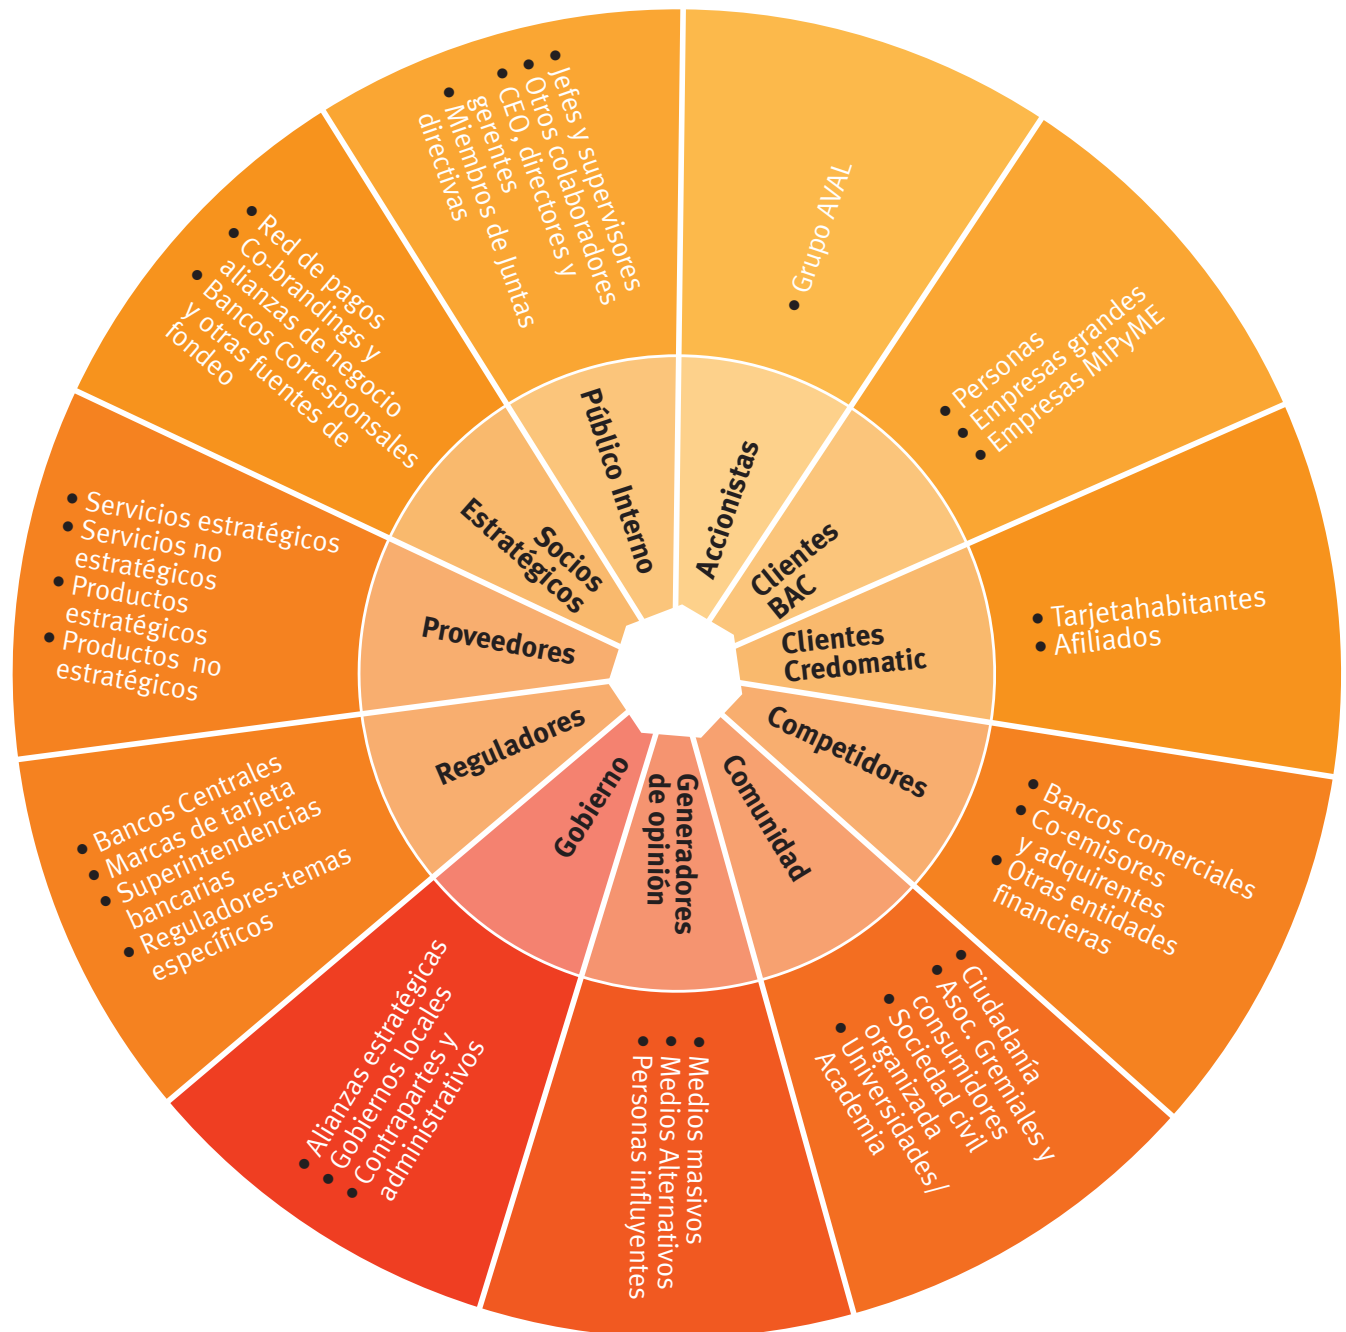 Accionistas
• Grupo AVAL
Clientes
BAC
• Personas
• Empresas grandes
• Empresas MiPyME
Clientes
Credomatic
• Tarjetahabitantes
• Afiliados
Competidores
• Bancos comerciales
• Co-emisores
y adquirentes
• Otras entidades
financieras
Comunidad
• Ciudadanía
• Asoc. Gremiales y
consumidores
• Sociedad civil
organizada
• Universidades/
Academia
Generadores
de opinión
• Medios masivos
• Medios Alternativos
• Personas influyentes
Gobierno
• Alianzas estratégicas
• Gobiernos locales
• Contrapartes y
administrativos
Reguladores
• Bancos Centrales
• Marcas de tarjeta
• Superintendencias
bancarias
• Reguladores-temas
específicos
Proveedores
• Servicios estratégicos
• Servicios no
estratégicos
• Productos
estratégicos
• Productos no
estratégicos
Socios
Estratégicos
• Red de pagos
• Co-brandings y
alianzas de negocio
• Bancos Corresponsales
y otras fuentes de
fondeo
Público Interno
• Jefes y supervisores
• Otros colaboradores
• CEO, directores y
gerentes
• Miembros de Juntas
directivas